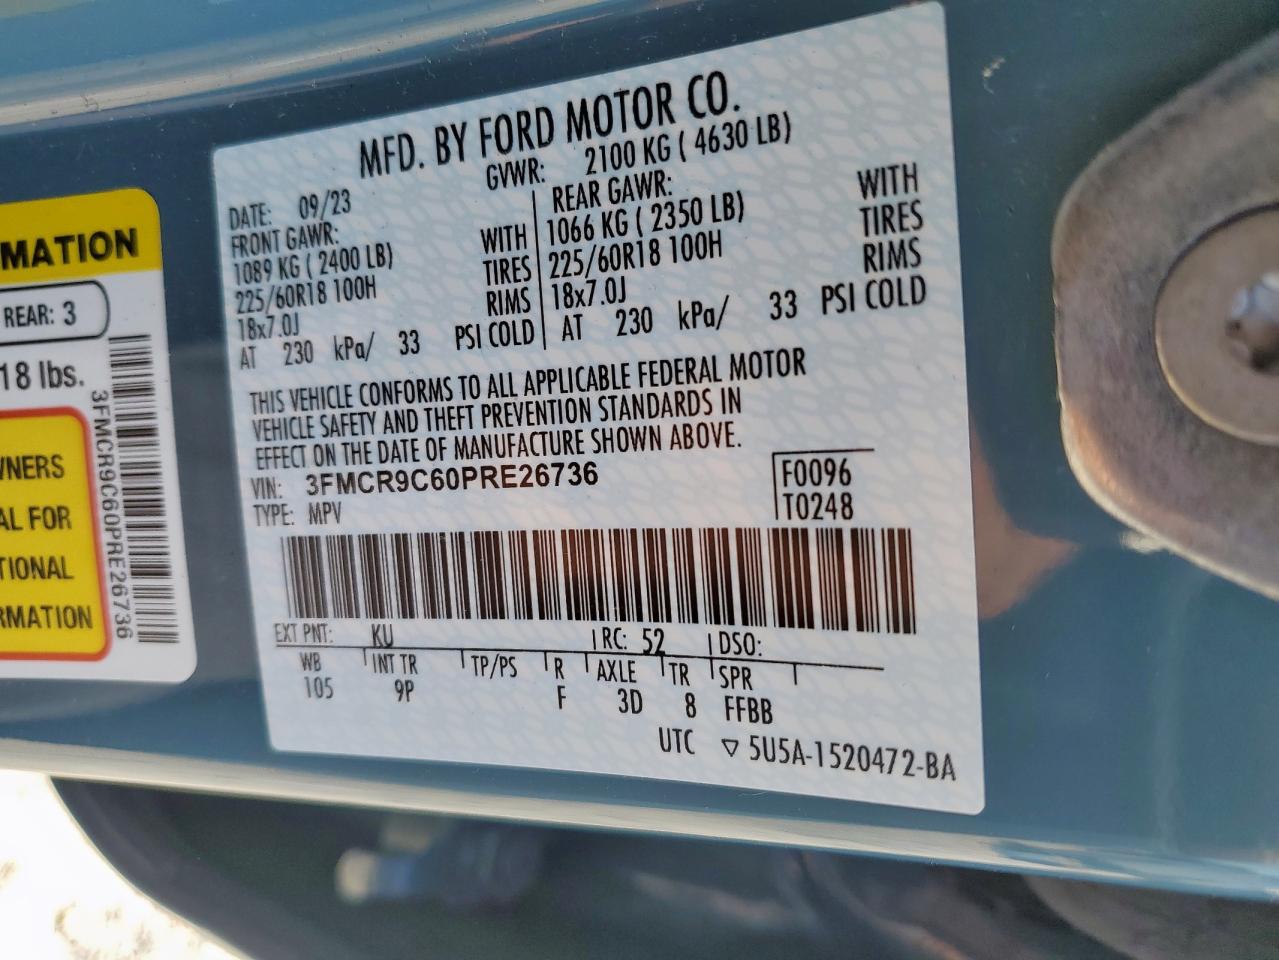 MFD. BY FORD MOTOR CO.
DATE: 09/23 GVWR: 2100 KG ( 4630 LB)
FRONT GAWR: REAR GAWR:
1089 KG ( 2400 LB) WITH 1066 KG ( 2350 LB) WITH
225/60R18 100H TIRES 225/60R18 100H TIRES
18x7.0J RIMS 18x7.0J RIMS
AT 230 kPa/ 33 PSI COLD AT 230 kPa/ 33 PSI COLD
THIS VEHICLE CONFORMS TO ALL APPLICABLE FEDERAL MOTOR
VEHICLE SAFETY AND THEFT PREVENTION STANDARDS IN
EFFECT ON THE DATE OF MANUFACTURE SHOWN ABOVE.
VIN: 3FMCR9C60PRE26736 F0096
TYPE: MPV T0248
EXT PNT: KU RC: 52 DSO:
WB INT TR TP/PS R AXLE TR SPR
105 9P F 3D 8 FFBB
UTC ▽ 5U5A-1520472-BA
MATION
REAR: 3
18 lbs.
3FMCR9C60PRE26736
WNERS
AL FOR
TIONAL
RMATION